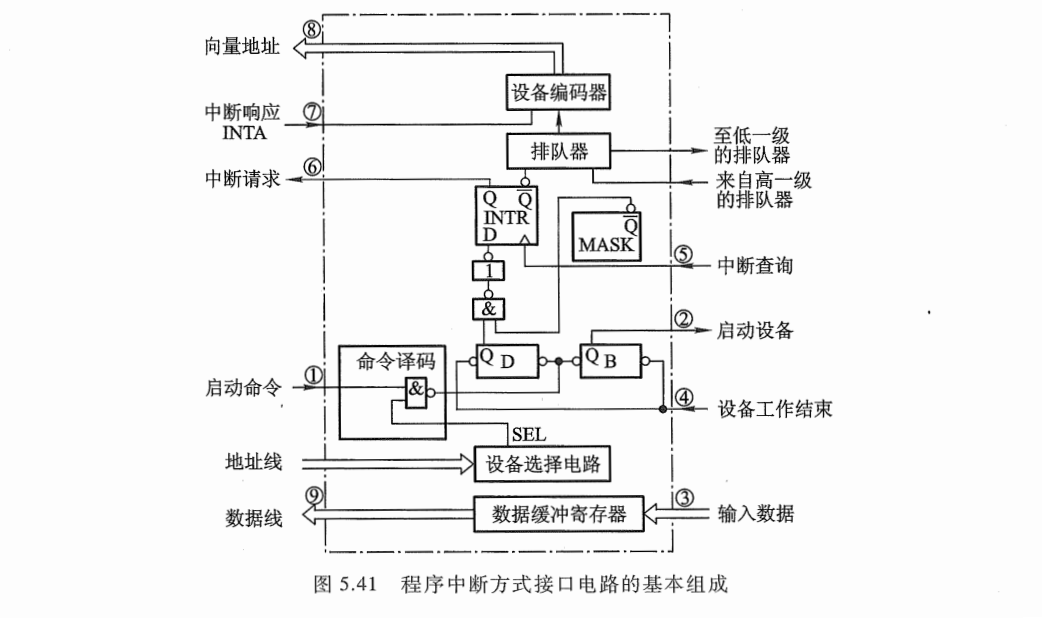 ⑧
向量地址
设备编码器
中断响应
INTA
⑦
至低一级
的排队器
排队器
⑥
中断请求
来自高一级
的排队器
Q Q
INTR
D
Q
MASK
⑤
中断查询
1
&
②
启动设备
Q D
Q B
命令译码
启动命令
①
&
④
设备工作结束
SEL
地址线
设备选择电路
⑨
数据线
数据缓冲寄存器
③
输入数据
图 5.41 程序中断方式接口电路的基本组成